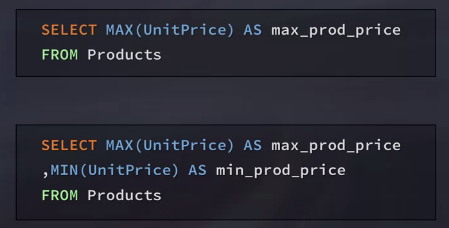 SELECT MAX(UnitPrice) AS max_prod_price
FROM Products
SELECT MAX(UnitPrice) AS max_prod_price
,MIN(UnitPrice) AS min_prod_price
FROM Products